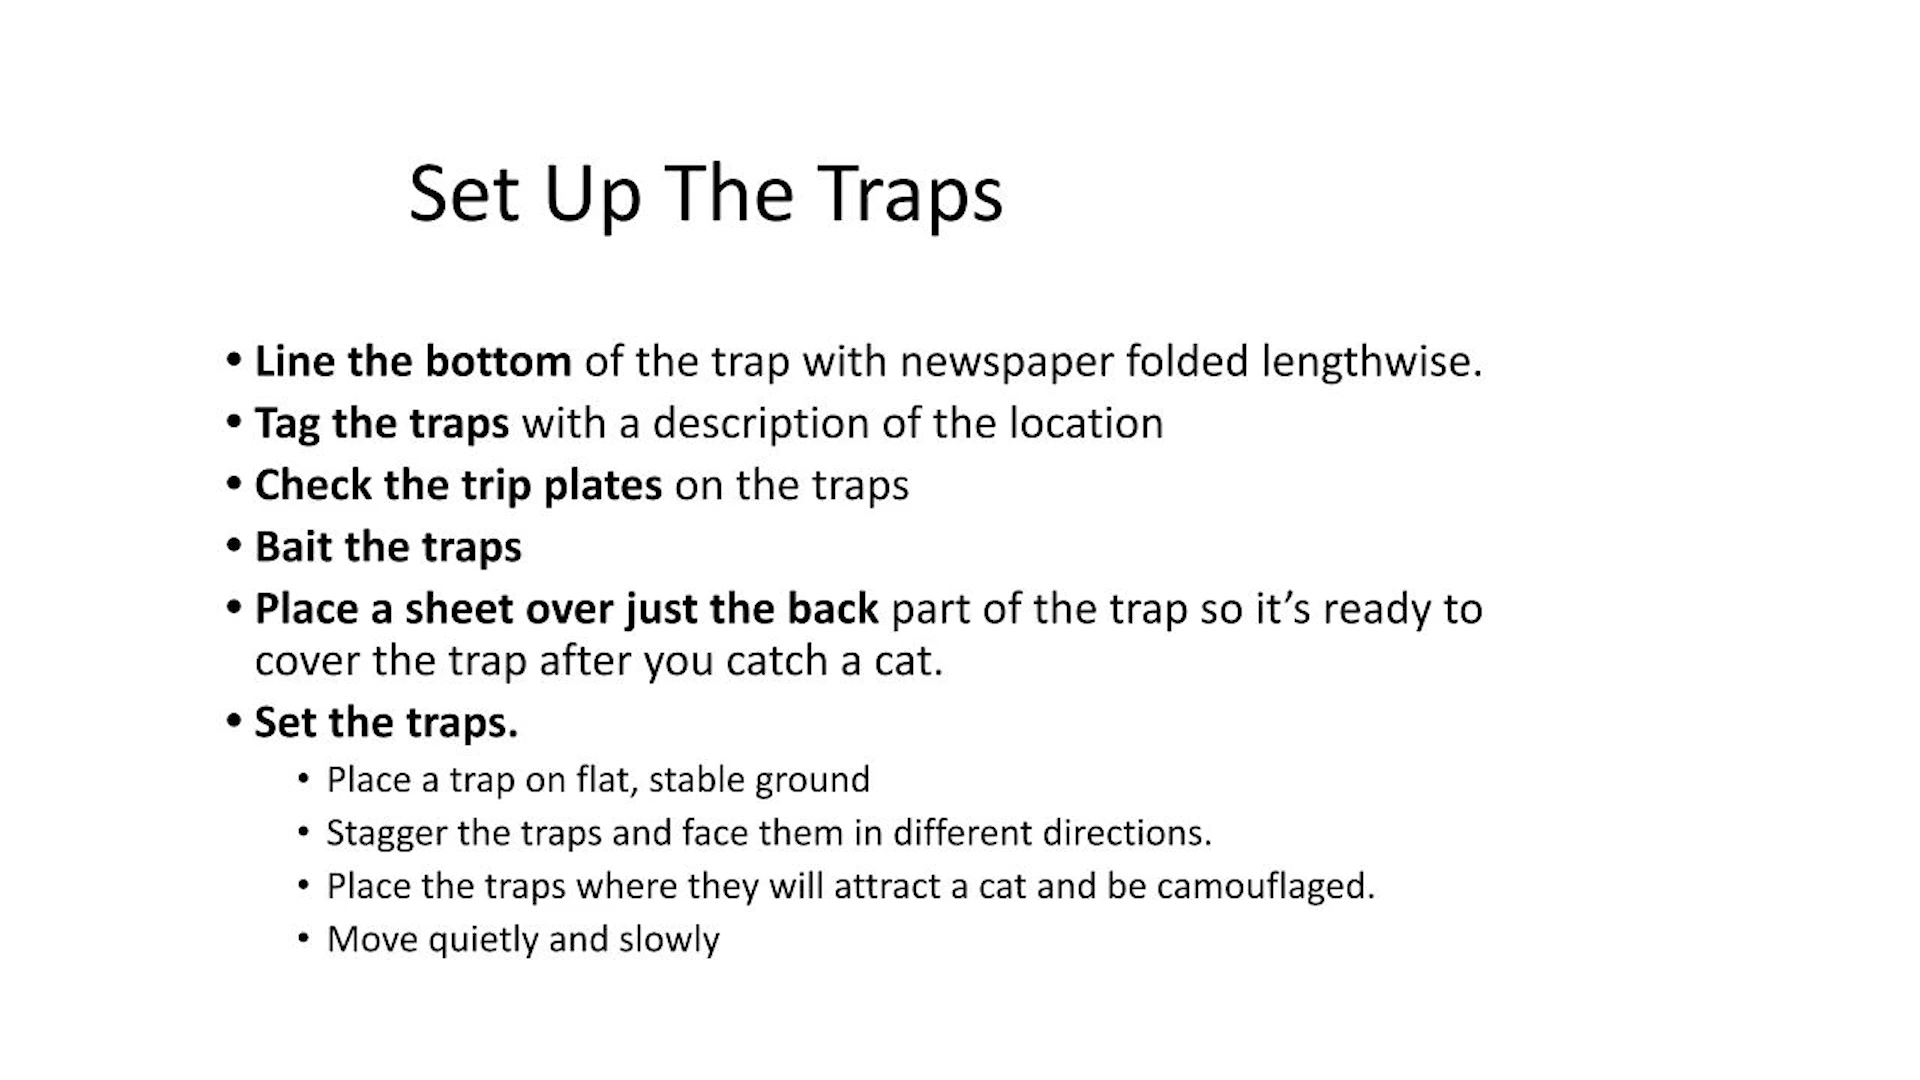 Set Up The Traps
• Line the bottom of the trap with newspaper folded lengthwise.
• Tag the traps with a description of the location
• Check the trip plates on the traps
• Bait the traps
• Place a sheet over just the back part of the trap so it’s ready to
cover the trap after you catch a cat.
• Set the traps.
• Place a trap on flat, stable ground
• Stagger the traps and face them in different directions.
• Place the traps where they will attract a cat and be camouflaged.
• Move quietly and slowly